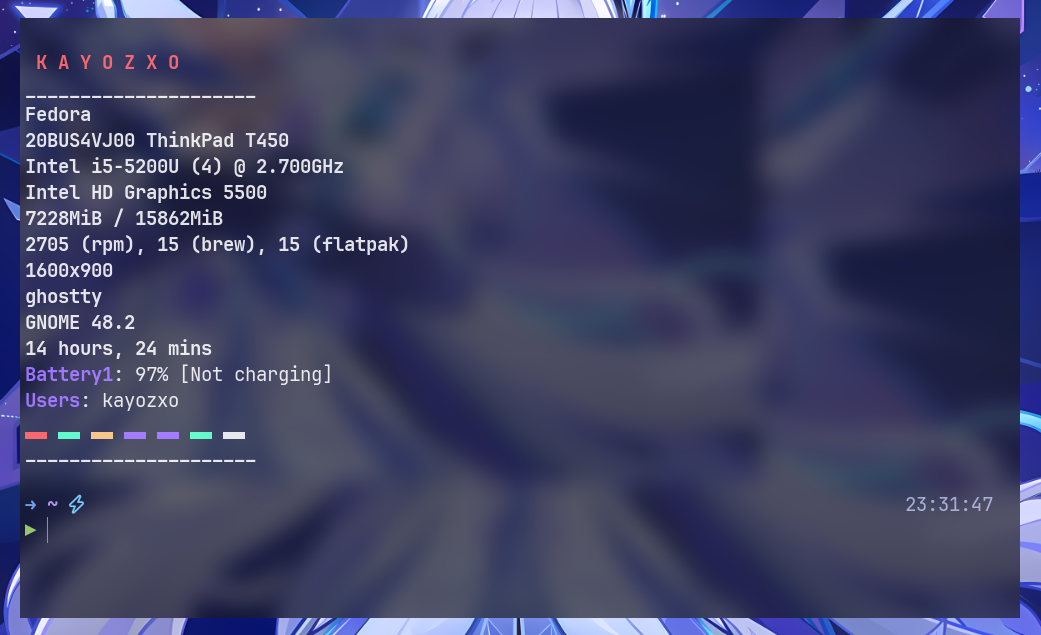 K A Y O Z X O
_____________________
Fedora
20BUS4VJ00 ThinkPad T450
Intel i5-5200U (4) @ 2.700GHz
Intel HD Graphics 5500
7228MiB / 15862MiB
2705 (rpm), 15 (brew), 15 (flatpak)
1600x900
ghostty
GNOME 48.2
14 hours, 24 mins
Battery1: 97% [Not charging]
Users: kayozxo
_____________________
→ ~ 23:31:47